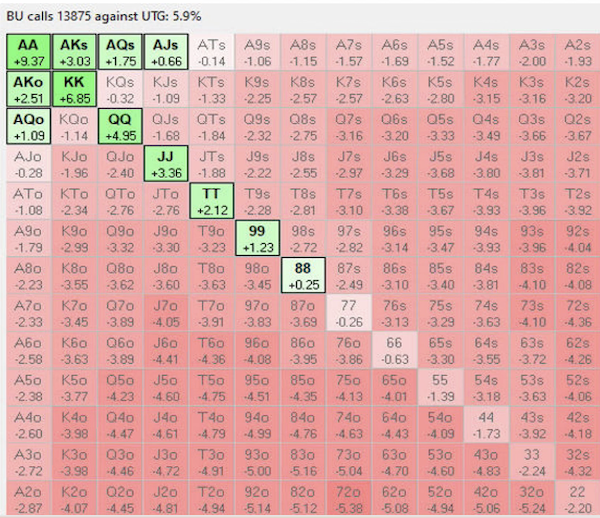 BU calls 13875 against UTG: 5.9%
AA AKs AQs AJs ATs A9s A8s A7s A6s A5s A4s A3s A2s
+9.37 +3.03 +1.75 +0.66 -0.14 -1.06 -1.15 -1.57 -1.69 -1.52 -1.77 -2.00 -1.93
AKo KK KQs KJs KTs K9s K8s K7s K6s K5s K4s K3s K2s
+2.51 +6.85 -0.32 -1.09 -1.33 -2.25 -2.57 -2.57 -2.63 -2.80 -3.15 -3.16 -3.20
AQo KQo QQ QJs QTs Q9s Q8s Q7s Q6s Q5s Q4s Q3s Q2s
+1.09 -1.14 +4.95 -1.68 -1.84 -2.32 -2.75 -3.16 -3.20 -3.33 -3.49 -3.66 -3.67
AJo KJo QJo JJ JTs J9s J8s J7s J6s J5s J4s J3s J2s
-0.28 -1.96 -2.40 +3.36 -1.88 -2.22 -2.55 -2.97 -3.29 -3.68 -3.80 -3.81 -3.71
ATo KTo QTo JTo TT T9s T8s T7s T6s T5s T4s T3s T2s
-1.08 -2.34 -2.76 -2.76 +2.12 -2.28 -2.81 -3.10 -3.38 -3.67 -3.93 -3.96 -3.92
A9o K9o Q9o J9o T9o 99 98s 97s 96s 95s 94s 93s 92s
-1.79 -2.99 -3.32 -3.30 -3.23 +1.23 -2.72 -2.82 -3.14 -3.47 -3.93 -3.96 -4.04
A8o K8o Q8o J8o T8o 98o 88 87s 86s 85s 84s 83s 82s
-2.23 -3.55 -3.62 -3.60 -3.63 -3.45 +0.25 -2.49 -3.10 -3.40 -3.81 -4.10 -4.08
A7o K7o Q7o J7o T7o 97o 87o 77 76s 75s 74s 73s 72s
-2.33 -3.45 -3.89 -4.05 -3.91 -3.83 -3.69 -0.26 -3.13 -3.29 -3.63 -4.10 -4.36
A6o K6o Q6o J6o T6o 96o 86o 76o 66 65s 64s 63s 62s
-2.58 -3.63 -3.89 -4.41 -4.36 -4.08 -3.95 -3.86 -0.63 -3.30 -3.55 -3.72 -4.26
A5o K5o Q5o J5o T5o 95o 85o 75o 65o 55 54s 53s 52s
-2.38 -3.77 -4.23 -4.60 -4.75 -4.51 -4.35 -4.13 -4.01 -1.39 -3.18 -3.63 -4.06
A4o K4o Q4o J4o T4o 94o 84o 74o 64o 54o 44 43s 42s
-2.60 -3.98 -4.47 -4.61 -4.79 -4.99 -4.76 -4.63 -4.43 -4.09 -1.73 -3.92 -4.18
A3o K3o Q3o J3o T3o 93o 83o 73o 63o 53o 43o 33 32s
-2.72 -3.98 -4.46 -4.72 -4.91 -5.00 -5.16 -5.04 -4.70 -4.60 -4.83 -2.24 -4.32
A2o K2o Q2o J2o T2o 92o 82o 72o 62o 52o 42o 32o 22
-2.87 -4.07 -4.45 -4.81 -4.94 -5.14 -5.12 -5.38 -5.08 -4.94 -5.06 -5.24 -2.20